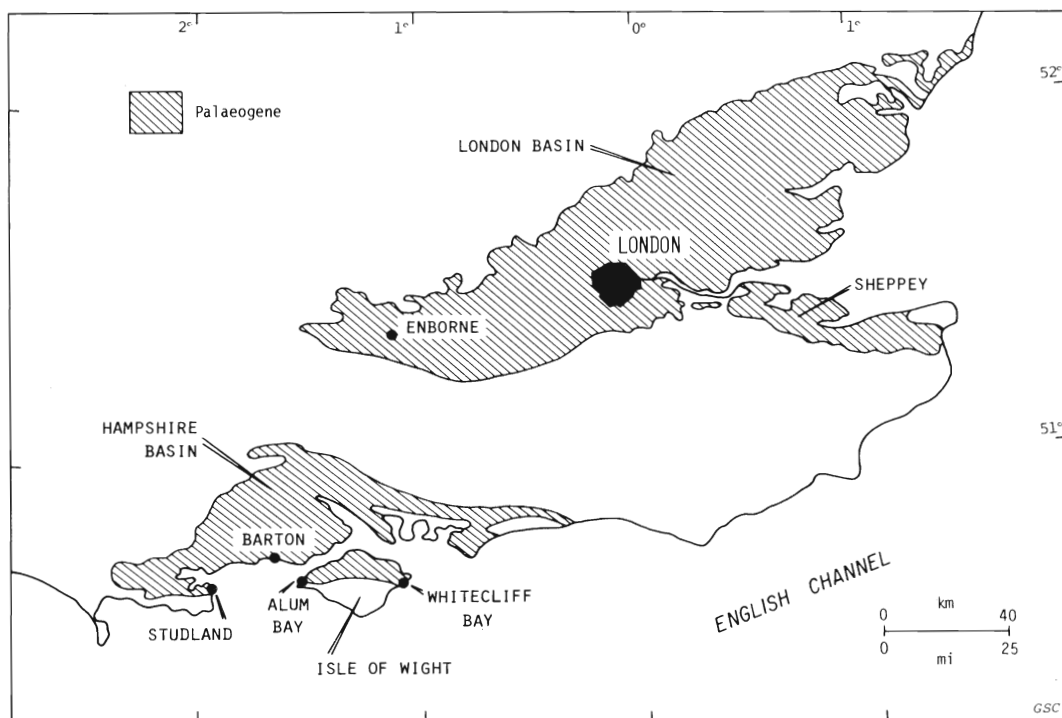 2°
1°
0°
1°
52°
Palaeogene
LONDON BASIN
LONDON
SHEPPEY
ENBORNE
51°
HAMPSHIRE
BASIN
BARTON
ALUM
BAY
WHITECLIFF
BAY
STUDLAND
ISLE OF WIGHT
ENGLISH CHANNEL
km
0 40
0 25
mi
GSC